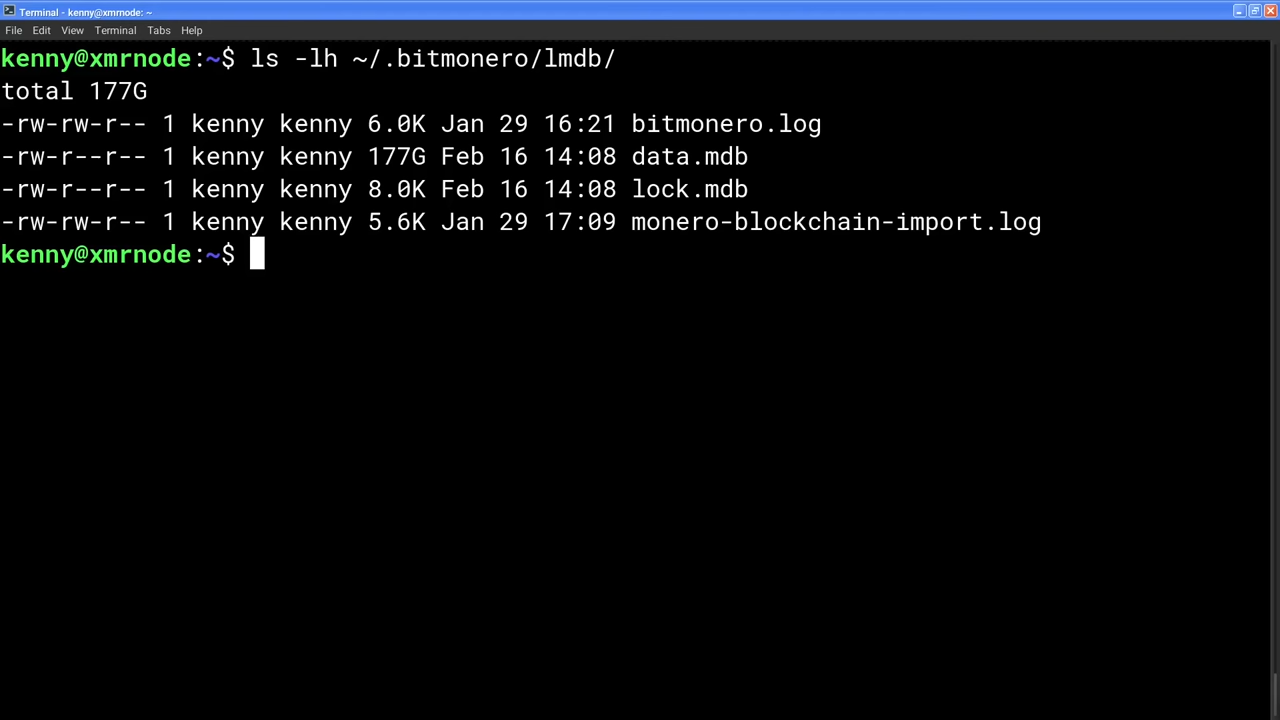 Terminal - kenny@xmrnode: ~
File Edit View Terminal Tabs Help
kenny@xmrnode:~$ ls -lh ~/.bitmonero/lmdb/
total 177G
-rw-rw-r-- 1 kenny kenny 6.0K Jan 29 16:21 bitmonero.log
-rw-r--r-- 1 kenny kenny 177G Feb 16 14:08 data.mdb
-rw-r--r-- 1 kenny kenny 8.0K Feb 16 14:08 lock.mdb
-rw-rw-r-- 1 kenny kenny 5.6K Jan 29 17:09 monero-blockchain-import.log
kenny@xmrnode:~$